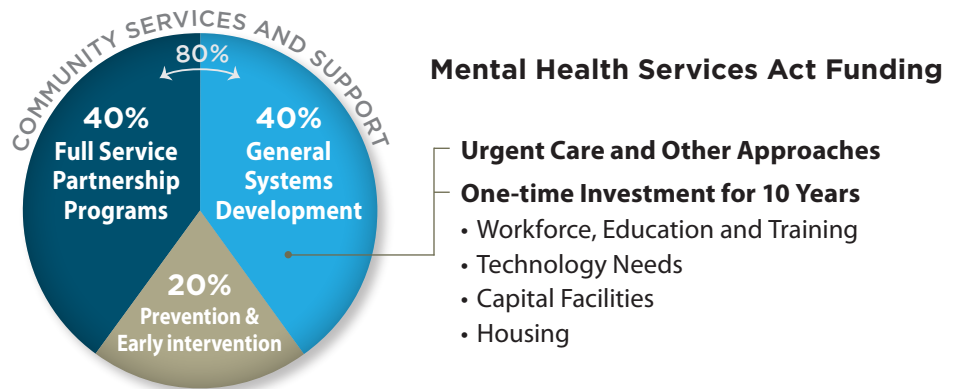 COMMUNITY SERVICES AND SUPPORT
80%
40%
Full Service
Partnership
Programs
40%
General
Systems
Development
20%
Prevention &
Early intervention
Mental Health Services Act Funding
Urgent Care and Other Approaches
One-time Investment for 10 Years
• Workforce, Education and Training
• Technology Needs
• Capital Facilities
• Housing